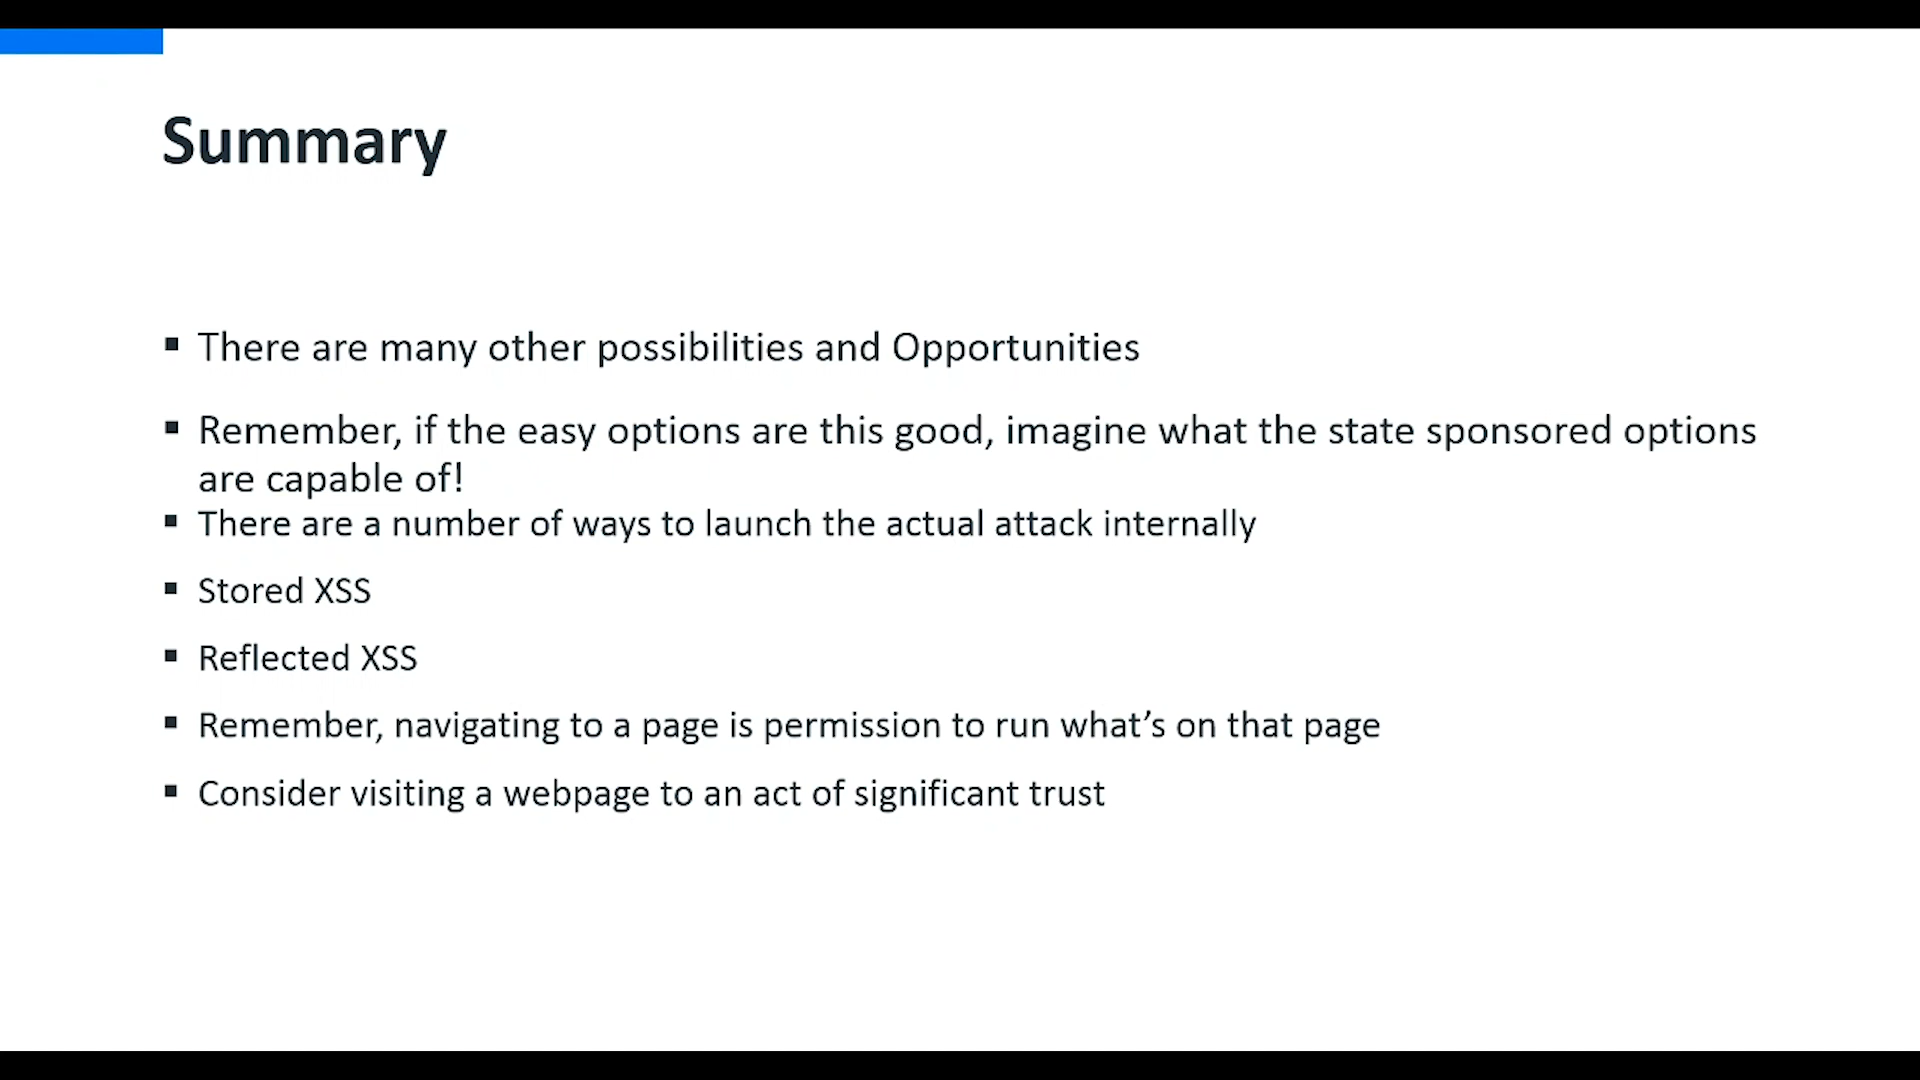 Summary
▪ There are many other possibilities and Opportunities
▪ Remember, if the easy options are this good, imagine what the state sponsored options
are capable of!
▪ There are a number of ways to launch the actual attack internally
▪ Stored XSS
▪ Reflected XSS
▪ Remember, navigating to a page is permission to run what’s on that page
▪ Consider visiting a webpage to an act of significant trust